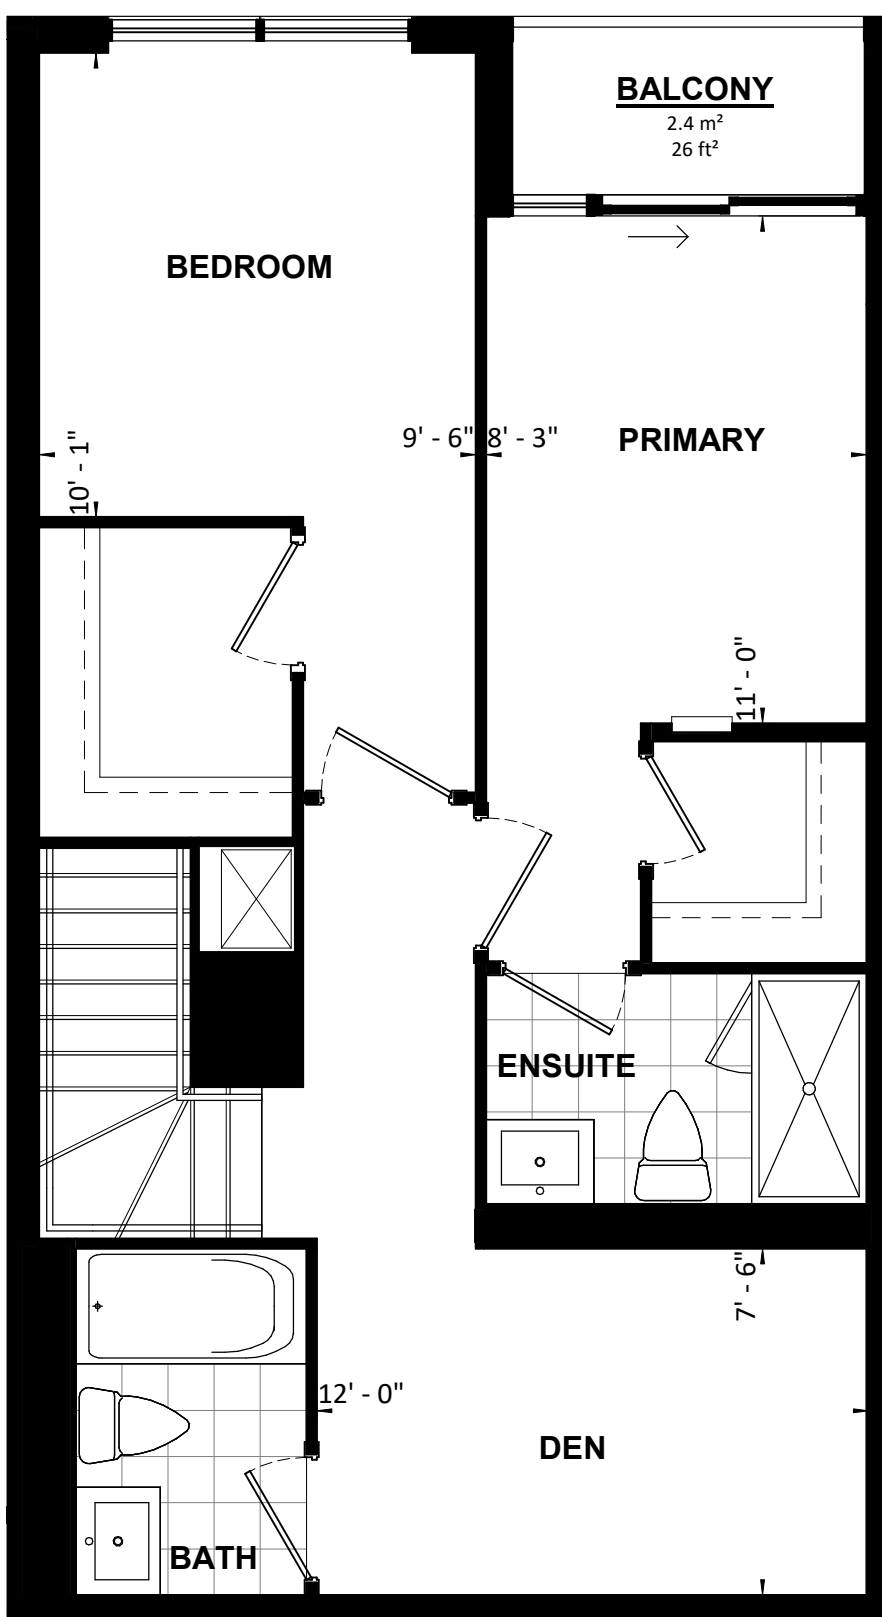 BALCONY
2.4 m²
26 ft²
BEDROOM
9' - 6"
8' - 3"
PRIMARY
10' - 1"
11' - 0"
ENSUITE
7' - 6"
12' - 0"
DEN
BATH